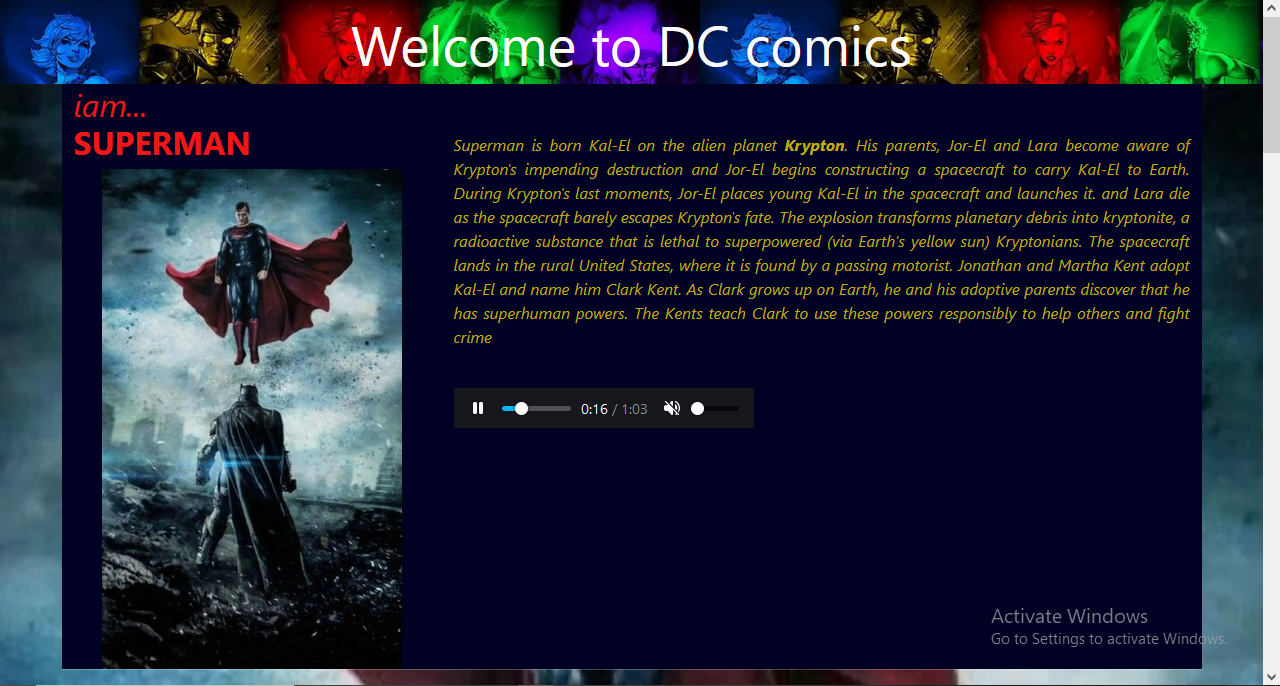 Welcome to DC comics
iam...
SUPERMAN
Superman is born Kal-El on the alien planet Krypton. His parents, Jor-El and Lara become aware of
Krypton's impending destruction and Jor-El begins constructing a spacecraft to carry Kal-El to Earth.
During Krypton's last moments, Jor-El places young Kal-El in the spacecraft and launches it. and Lara die
as the spacecraft barely escapes Krypton's fate. The explosion transforms planetary debris into kryptonite, a
radioactive substance that is lethal to superpowered (via Earth's yellow sun) Kryptonians. The spacecraft
lands in the rural United States, where it is found by a passing motorist. Jonathan and Martha Kent adopt
Kal-El and name him Clark Kent. As Clark grows up on Earth, he and his adoptive parents discover that he
has superhuman powers. The Kents teach Clark to use these powers responsibly to help others and fight
crime
0:16 / 1:03
Activate Windows
Go to Settings to activate Windows.